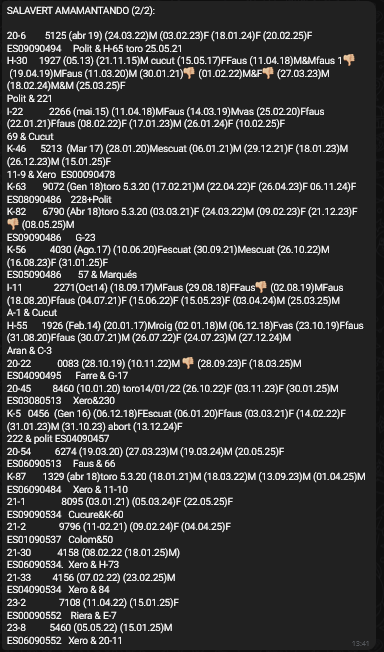 SALAVERT AMAMANTANDO (2/2):
20-6 5125 (abr 19) (24.03.22)M (03.02.23)F (18.01.24)F (20.02.25)F
ES09090494 Polit & H-65 toro 25.05.21
H-30 1927 (05.13) (21.11.15)M cucut (15.05.17)FFaus (11.04.18)M&Mfaus 1👎
(19.04.19)MFaus (11.03.20)M (30.01.21)👎 (01.02.22)M&F👎 (27.03.23)M
(18.02.24)M&M (25.03.25)F
Polit & 221
I-22 2266 (mai.15) (11.04.18)MFaus (14.03.19)Mvas (25.02.20)Ffaus
(22.01.21)Ffaus (08.02.22)F (17.01.23)M (26.01.24)F (10.02.25)F
69 & Cucut
K-46 5213 (Mar 17) (28.01.20)Mescuat (06.01.21)M (29.12.21)F (18.01.23)M
(26.12.23)M (15.01.25)F
11-9 & Xero ES00090478
K-63 9072 (Gen 18)toro 5.3.20 (17.02.21)M (22.04.22)F (26.04.23)F 06.11.24)F
ES08090486 228+Polit
K-82 6790 (Abr 18)toro 5.3.20 (03.03.21)F (24.03.22)M (09.02.23)F (21.12.23)F
👎 (08.05.25)M
ES09090486 G-23
K-56 4030 (Ago.17) (10.06.20)Fescuat (30.09.21)Mescuat (26.10.22)M
(16.08.23)F (31.01.25)F
ES05090486 57 & Marqués
I-11 2271(Oct14) (18.09.17)MFaus (29.08.18)FFaus👎 (02.08.19)MFaus
(18.08.20)Ffaus (04.07.21)F (15.06.22)F (15.05.23)F (03.04.24)M (25.03.25)M
A-1 & Cucut
H-55 1926 (Feb.14) (20.01.17)Mroig (02 01.18)M (06.12.18)Fvas (23.10.19)Ffaus
(31.08.20)Ffaus (30.07.21)M (26.07.22)F (24.07.23)M (27.12.24)M
Aran & C-3
20-22 0083 (28.10.19) (10.11.22)M 👎 (28.09.23)F (18.03.25)M
ES04090495 Farre & G-17
20-45 8460 (10.01.20) toro14/01/22 (26.10.22)F (03.11.23)F (30.01.25)M
ES03080513 Xero&230
K-5 0456 (Gen 16) (06.12.18)FEscuat (06.01.20)Ffaus (03.03.21)F (14.02.22)F
(31.01.23)M (31.10.23) abort (13.12.24)F
222 & polit ES04090457
20-54 6274 (19.03.20) (27.03.23)M (19.03.24)M (20.05.25)F
ES06090513 Faus & 66
K-87 1329 (abr 18)toro 5.3.20 (18.01.21)M (18.03.22)M (13.09.23)M (01.04.25)M
ES06090484 Xero & 11-10
21-1 8095 (03.01.21) (05.03.24)F (22.05.25)F
ES09090534 Cucure&K-60
21-2 9796 (11-02.21) (09.02.24)F (04.04.25)F
ES01090537 Colom&50
21-30 4158 (08.02.22 (18.01.25)M)
ES06090534. Xero & H-73
21-33 4156 (07.02.22) (23.02.25)M
ES04090534 Xero & 84
23-2 7108 (11.04.22) (15.01.25)F
ES00090552 Riera & E-7
23-8 5460 (05.05.22) (15.01.25)M
ES06090552 Xero & 20-11
13:41